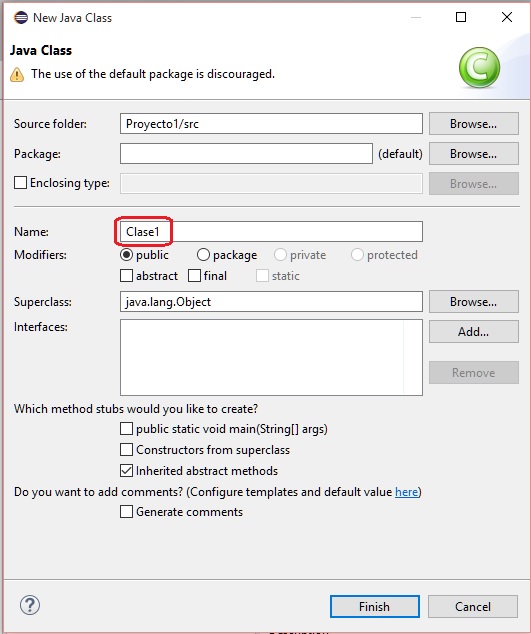 New Java Class
Java Class
The use of the default package is discouraged.
Source folder: Proyecto1/src Browse...
Package: (default) Browse...
Enclosing type: Browse...
Name: Clase1
Modifiers: public package private protected
abstract final static
Superclass: java.lang.Object Browse...
Interfaces: Add...
Remove
Which method stubs would you like to create?
public static void main(String[] args)
Constructors from superclass
Inherited abstract methods
Do you want to add comments? (Configure templates and default value here)
Generate comments
Finish Cancel